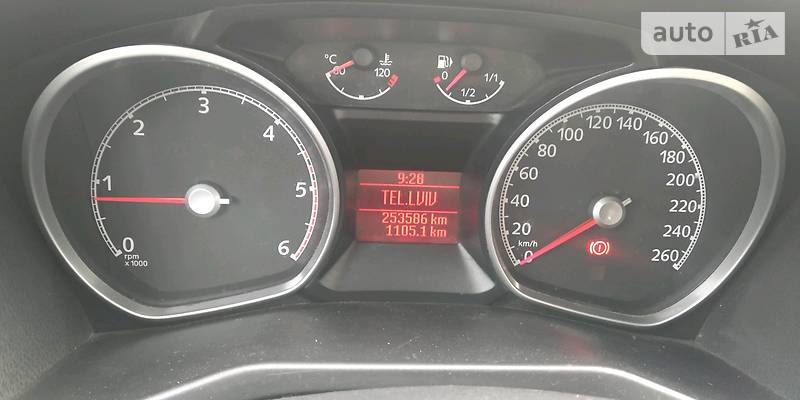 auto RIA
°C 60 120
0 1/2 1/1
0 1 2 3 4 5 6
rpm
x 1000
9:28
TEL.LVIV
253586 km
1105.1 km
0 20 40 60 80 100 120 140 160 180 200 220 240 260
km/h